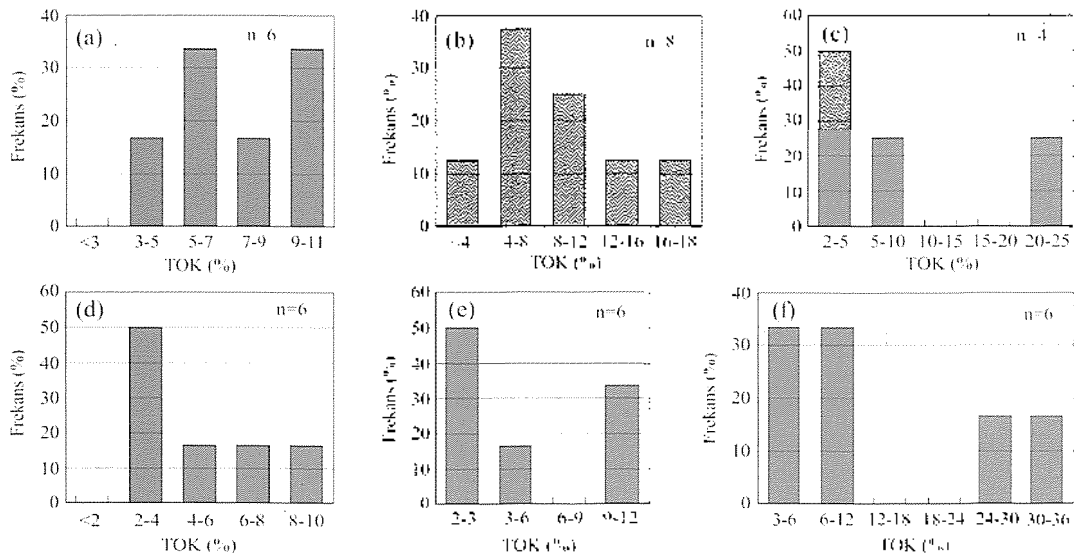 (a)
n=6
40
30
20
10
0
Frekans (%)
<3 3-5 5-7 7-9 9-11
TOK (%)
(b)
n=8
40
30
20
10
0
Frekans (%)
4-8 8-12 12-16 16-18
TOK (%)
(c)
n=4
60
50
40
30
20
10
0
Frekans (%)
2-5 5-10 10-15 15-20 20-25
TOK (%)
(d)
n=6
60
50
40
30
20
10
0
Frekans (%)
<2 2-4 4-6 6-8 8-10
TOK (%)
(e)
n=6
60
50
40
30
20
10
0
Frekans (%)
2-3 3-6 6-9 9-12
TOK (%)
(f)
n=6
40
30
20
10
0
Frekans (%)
3-6 6-12 12-18 18-24 24-30 30-36
TOK (%)